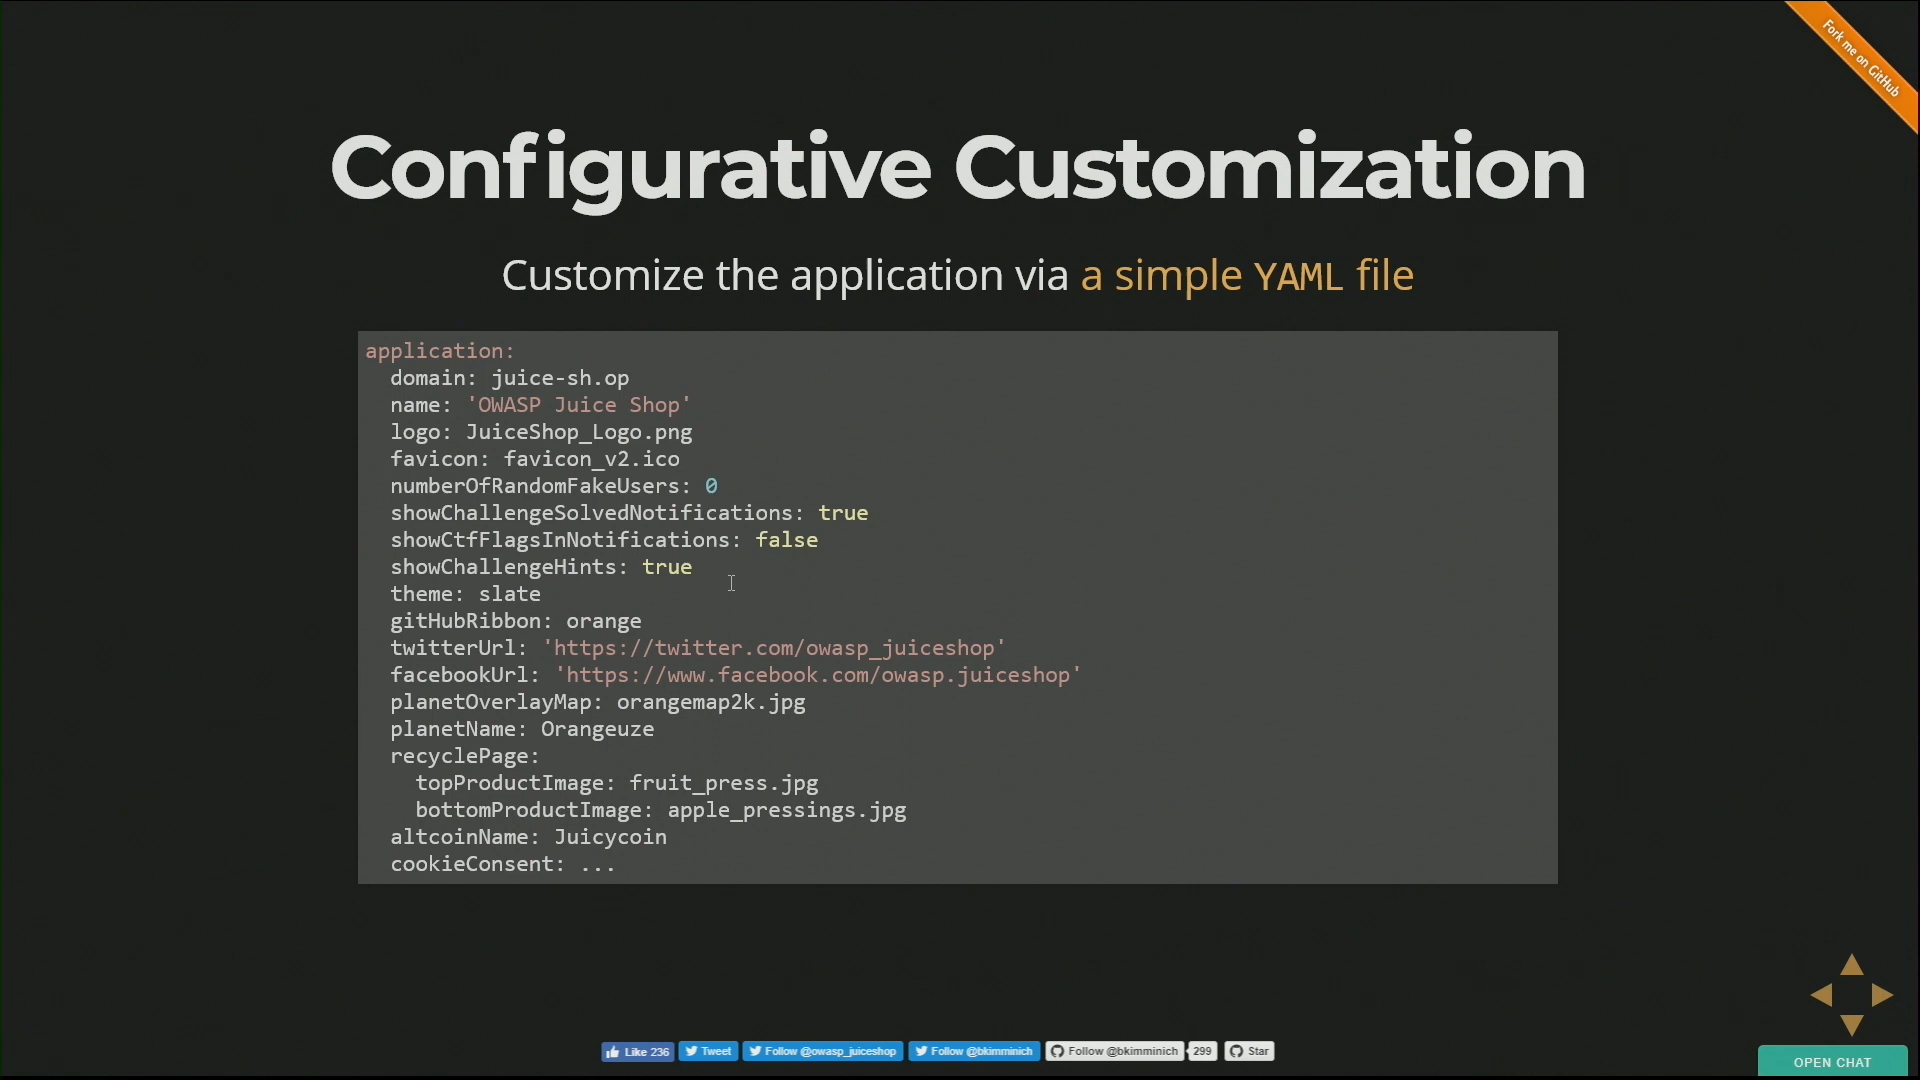 Fork me on GitHub
Configurative Customization
Customize the application via a simple YAML file
application:
  domain: juice-sh.op
  name: 'OWASP Juice Shop'
  logo: JuiceShop_Logo.png
  favicon: favicon_v2.ico
  numberOfRandomFakeUsers: 0
  showChallengeSolvedNotifications: true
  showCtfFlagsInNotifications: false
  showChallengeHints: true
  theme: slate
  gitHubRibbon: orange
  twitterUrl: 'https://twitter.com/owasp_juiceshop'
  facebookUrl: 'https://www.facebook.com/owasp.juiceshop'
  planetOverlayMap: orangemap2k.jpg
  planetName: Orangeuze
  recyclePage:
    topProductImage: fruit_press.jpg
    bottomProductImage: apple_pressings.jpg
  altcoinName: Juicycoin
  cookieConsent: ...
Like 236 Tweet Follow @owasp_juiceshop Follow @bkimminich Follow @bkimminich 299 Star
OPEN CHAT